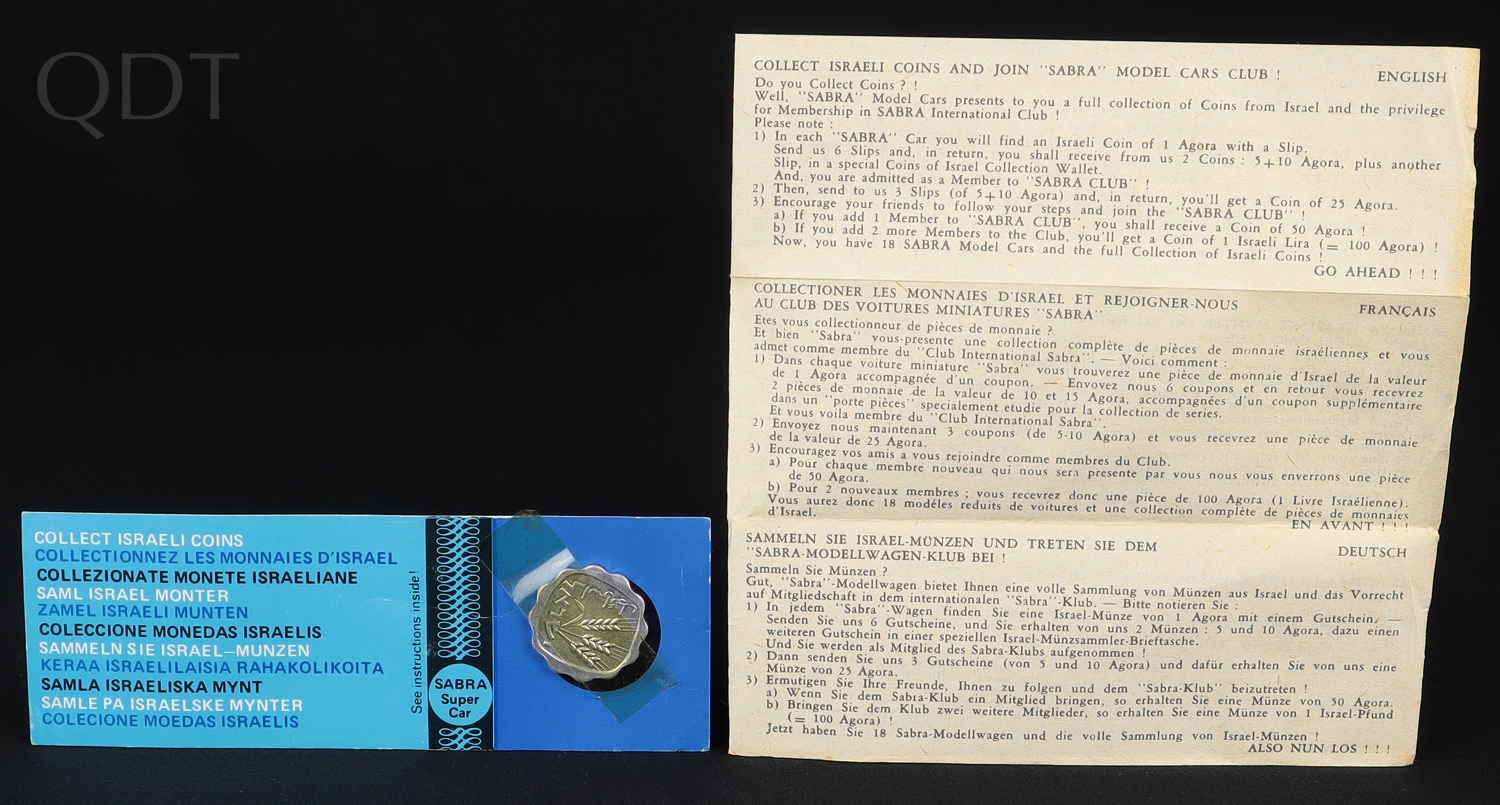 QDT
COLLECT ISRAELI COINS
COLLECTIONNEZ LES MONNAIES D'ISRAEL
COLLEZIONATE MONETE ISRAELIANE
SAML ISRAEL MONTER
ZAMEL ISRAELI MUNTEN
COLECCIONE MONEDAS ISRAELIS
SAMMELN SIE ISRAEL–MUNZEN
KERAA ISRAELILAISIA RAHAKOLIKOITA
SAMLA ISRAELISKA MYNT
SAMLE PA ISRAELSKE MYNTER
COLECIONE MOEDAS ISRAELIS
See instructions inside!
SABRA
Super
Car
COLLECT ISRAELI COINS AND JOIN "SABRA" MODEL CARS CLUB ! ENGLISH
Do you Collect Coins ? !
Well, "SABRA" Model Cars presents to you a full collection of Coins from Israel and the privilege
for Membership in SABRA International Club !
Please note :
1) In each "SABRA" Car you will find an Israeli Coin of 1 Agora with a Slip.
Send us 6 Slips and, in return, you shall receive from us 2 Coins : 5+10 Agora, plus another
Slip, in a special Coins of Israel Collection Wallet.
And, you are admitted as a Member to "SABRA CLUB" !
2) Then, send to us 3 Slips (of 5+10 Agora) and, in return, you'll get a Coin of 25 Agora.
3) Encourage your friends to follow your steps and join the "SABRA CLUB" !
a) If you add 1 Member to "SABRA CLUB", you shall receive a Coin of 50 Agora !
b) If you add 2 more Members to the Club, you'll get a Coin of 1 Israeli Lira (= 100 Agora) !
Now, you have 18 SABRA Model Cars and the full Collection of Israeli Coins !
GO AHEAD ! ! !
COLLECTIONER LES MONNAIES D'ISRAEL ET REJOIGNER-NOUS
AU CLUB DES VOITURES MINIATURES "SABRA" FRANÇAIS
Etes vous collectionneur de pièces de monnaie ?
Et bien "Sabra" vous-presente une collection complète de pièces de monnaie israéliennes et vous
admet comme membre du "Club International Sabra". — Voici comment :
1) Dans chaque voiture miniature "Sabra" vous trouverez une pièce de monnaie d'Israel de la valeur
de 1 Agora accompagnée d'un coupon. — Envoyez nous 6 coupons et en retour vous recevrez
2 pièces de monnaie de la valeur de 10 et 15 Agora, accompagnées d'un coupon supplémentaire
dans un "porte pièces" specialement etudie pour la collection de series.
Et vous voila membre du "Club International Sabra".
2) Envoyez nous maintenant 3 coupons (de 5-10 Agora) et vous recevrez une pièce de monnaie
de la valeur de 25 Agora.
3) Encouragez vos amis a vous rejoindre comme membres du Club.
a) Pour chaque membre nouveau qui nous sera presente par vous nous vous enverrons une pièce
de 50 Agora.
b) Pour 2 nouveaux membres ; vous recevrez donc une pièce de 100 Agora (1 Livre Israélienne).
Vous aurez donc 18 modéles reduits de voitures et une collection complète de pièces de monnaies
d'Israel.
EN AVANT ! ! !
SAMMELN SIE ISRAEL-MÜNZEN UND TRETEN SIE DEM
"SABRA-MODELLWAGEN-KLUB BEI ! DEUTSCH
Sammeln Sie Münzen ?
Gut, "Sabra"-Modellwagen bietet Ihnen eine volle Sammlung von Münzen aus Israel und das Vorrecht
auf Mitgliedschaft in dem internationalen "Sabra"-Klub. — Bitte notieren Sie :
1) In jedem "Sabra"-Wagen finden Sie eine Israel-Münze von 1 Agora mit einem Gutschein, —
Senden Sie uns 6 Gutscheine, und Sie erhalten von uns 2 Münzen : 5 und 10 Agora, dazu einen
weiteren Gutschein in einer speziellen Israel-Münzsammler-Brieftasche.
Und Sie werden als Mitglied des Sabra-Klubs aufgenommen !
2) Dann senden Sie uns 3 Gutscheine (von 5 und 10 Agora) und dafür erhalten Sie von uns eine
Münze von 25 Agora.
3) Ermutigen Sie Ihre Freunde, Ihnen zu folgen und dem "Sabra-Klub" beizutreten !
a) Wenn Sie dem Sabra-Klub ein Mitglied bringen, so erhalten Sie eine Münze von 50 Agora.
b) Bringen Sie dem Klub zwei weitere Mitglieder, so erhalten Sie eine Münze von 1 Israel-Pfund
(= 100 Agora) !
Jetzt haben Sie 18 Sabra-Modellwagen und die volle Sammlung von Israel-Münzen !
ALSO NUN LOS ! ! !